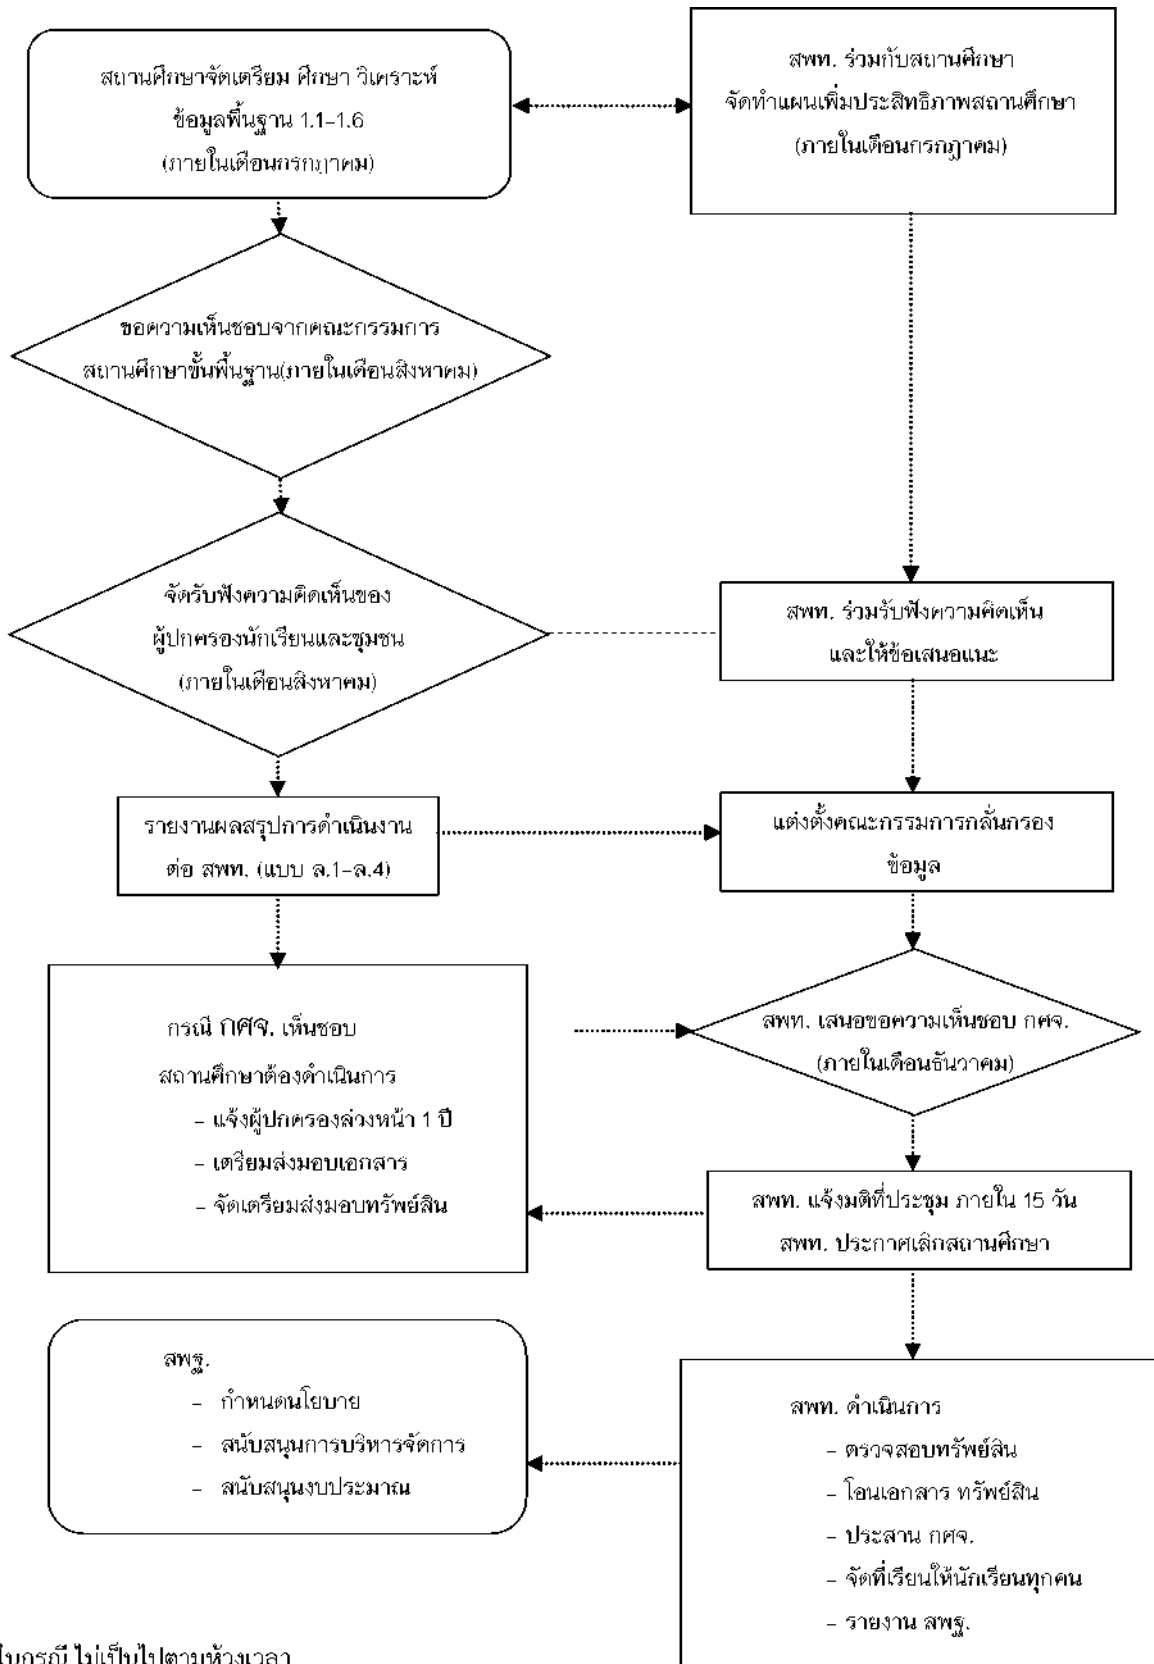 สถานศึกษาจัดเตรียม ศึกษา วิเคราะห์
ข้อมูลพื้นฐาน 1.1-1.6
(ภายในเดือนกรกฎาคม)
สพท. ร่วมกับสถานศึกษา
จัดทำแผนเพิ่มประสิทธิภาพสถานศึกษา
(ภายในเดือนกรกฎาคม)
ขอความเห็นชอบจากคณะกรรมการ
สถานศึกษาขั้นพื้นฐาน(ภายในเดือนสิงหาคม)
จัดรับฟังความคิดเห็นของ
ผู้ปกครองนักเรียนและชุมชน
(ภายในเดือนสิงหาคม)
สพท. ร่วมรับฟังความคิดเห็น
และให้ข้อเสนอแนะ
รายงานผลสรุปการดำเนินงาน
ต่อ สพท. (แบบ ล.1-ล.4)
แต่งตั้งคณะกรรมการกลั่นกรอง
ข้อมูล
กรณี กศจ. เห็นชอบ
สถานศึกษาต้องดำเนินการ
- แจ้งผู้ปกครองล่วงหน้า 1 ปี
- เตรียมส่งมอบเอกสาร
- จัดเตรียมส่งมอบทรัพย์สิน
สพท. เสนอขอความเห็นชอบ กศจ.
(ภายในเดือนธันวาคม)
สพท. แจ้งมติที่ประชุม ภายใน 15 วัน
สพท. ประกาศเลิกสถานศึกษา
สพฐ.
- กำหนดนโยบาย
- สนับสนุนการบริหารจัดการ
- สนับสนุนงบประมาณ
สพท. ดำเนินการ
- ตรวจสอบทรัพย์สิน
- โอนเอกสาร ทรัพย์สิน
- ประสาน กศจ.
- จัดที่เรียนให้นักเรียนทุกคน
- รายงาน สพฐ.
ในกรณี ไม่เป็นไปตามห้วงเวลา